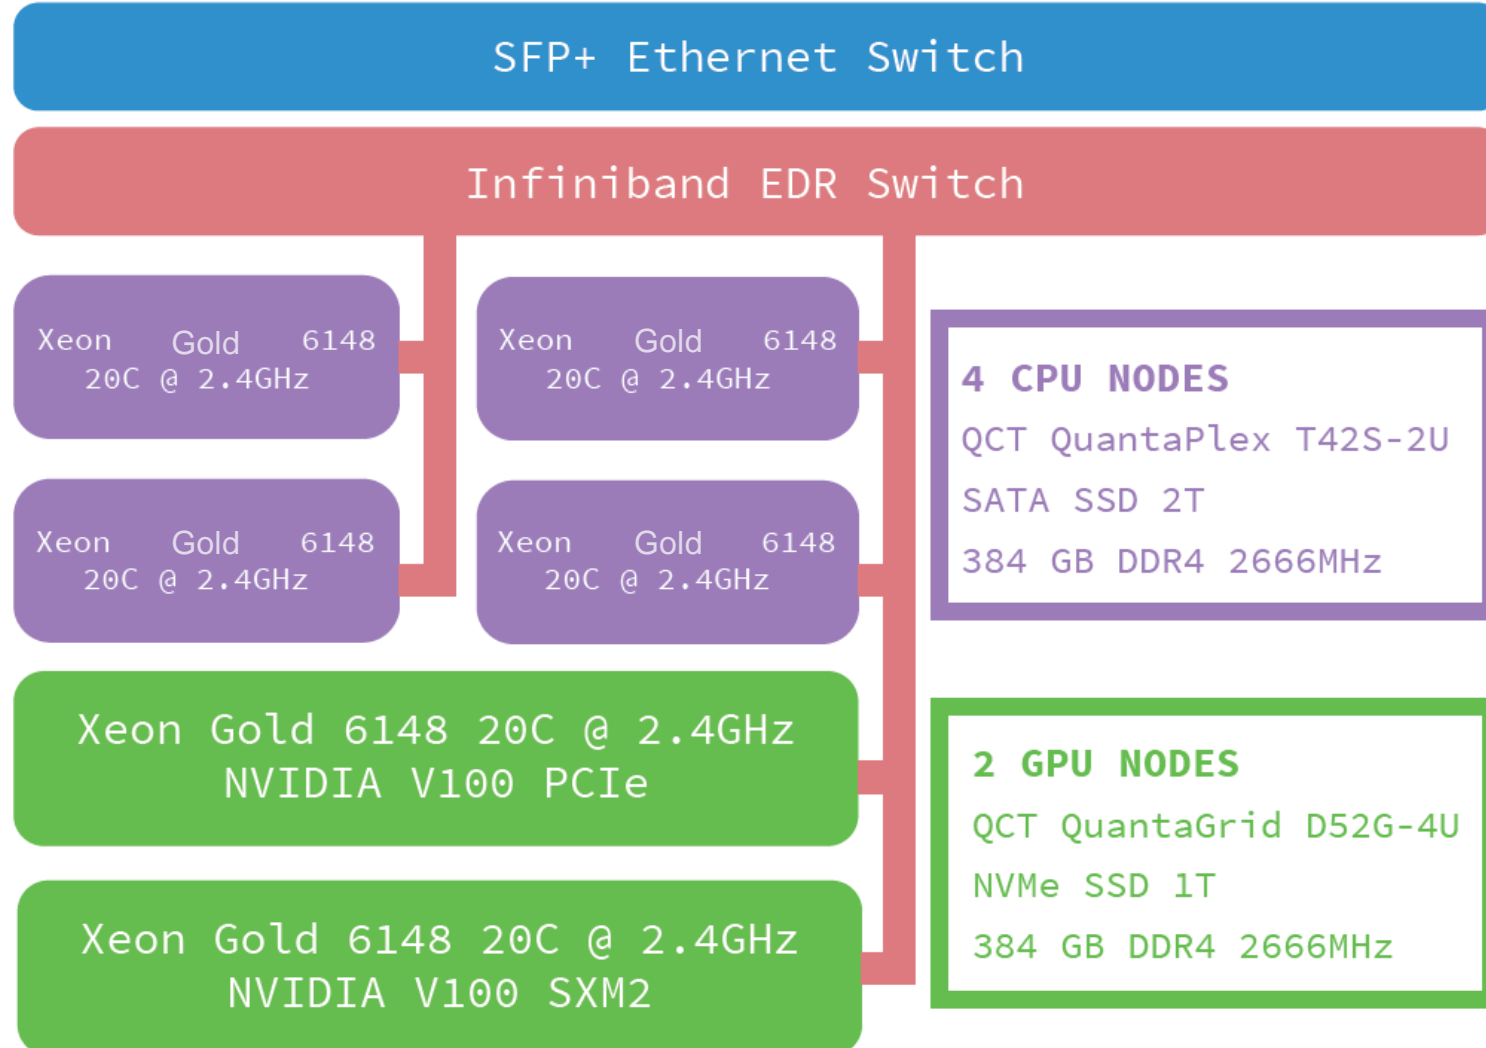 SFP+ Ethernet Switch
Infiniband EDR Switch
Xeon Gold 6148
20C @ 2.4GHz
Xeon Gold 6148
20C @ 2.4GHz
Xeon Gold 6148
20C @ 2.4GHz
Xeon Gold 6148
20C @ 2.4GHz
Xeon Gold 6148 20C @ 2.4GHz
NVIDIA V100 PCIe
Xeon Gold 6148 20C @ 2.4GHz
NVIDIA V100 SXM2
4 CPU NODES
QCT QuantaPlex T42S-2U
SATA SSD 2T
384 GB DDR4 2666MHz
2 GPU NODES
QCT QuantaGrid D52G-4U
NVMe SSD 1T
384 GB DDR4 2666MHz